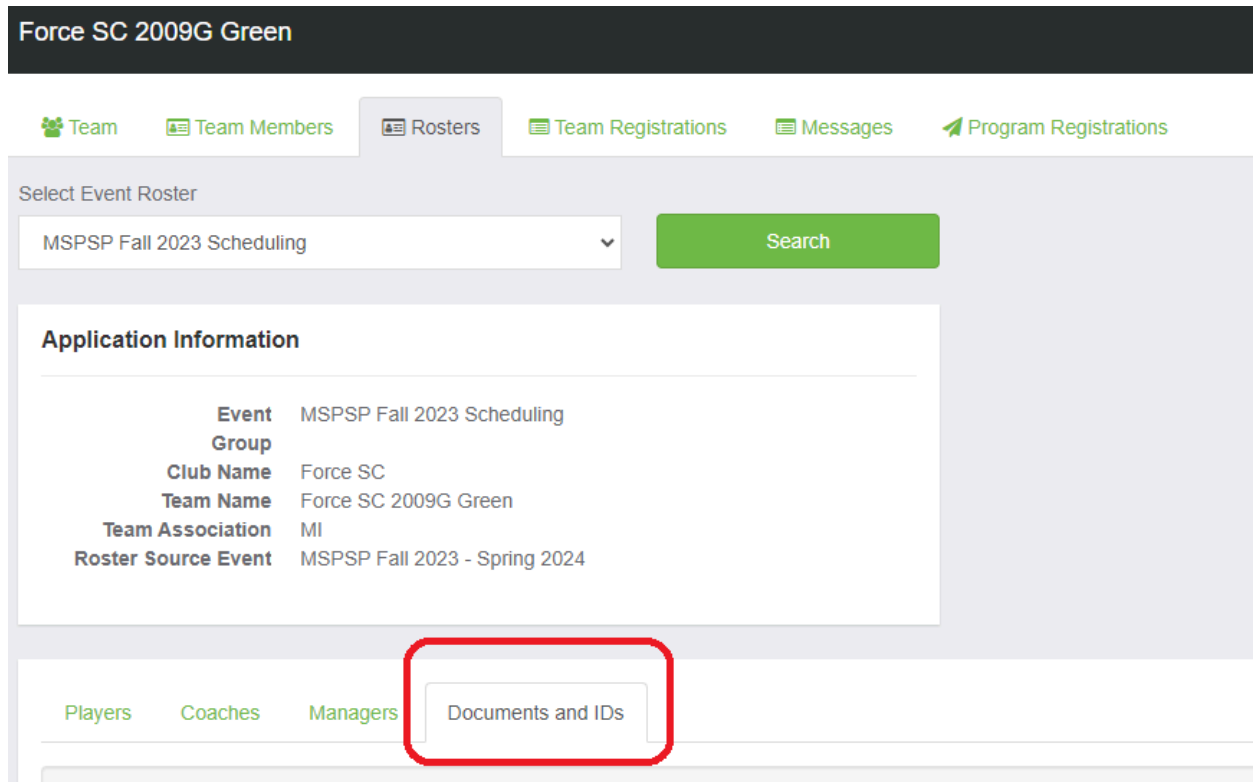 Force SC 2009G Green
Team Team Members Rosters Team Registrations Messages Program Registrations
Select Event Roster
MSPSP Fall 2023 Scheduling Search
Application Information
Event MSPSP Fall 2023 Scheduling
Group
Club Name Force SC
Team Name Force SC 2009G Green
Team Association MI
Roster Source Event MSPSP Fall 2023 - Spring 2024
Players Coaches Managers Documents and IDs